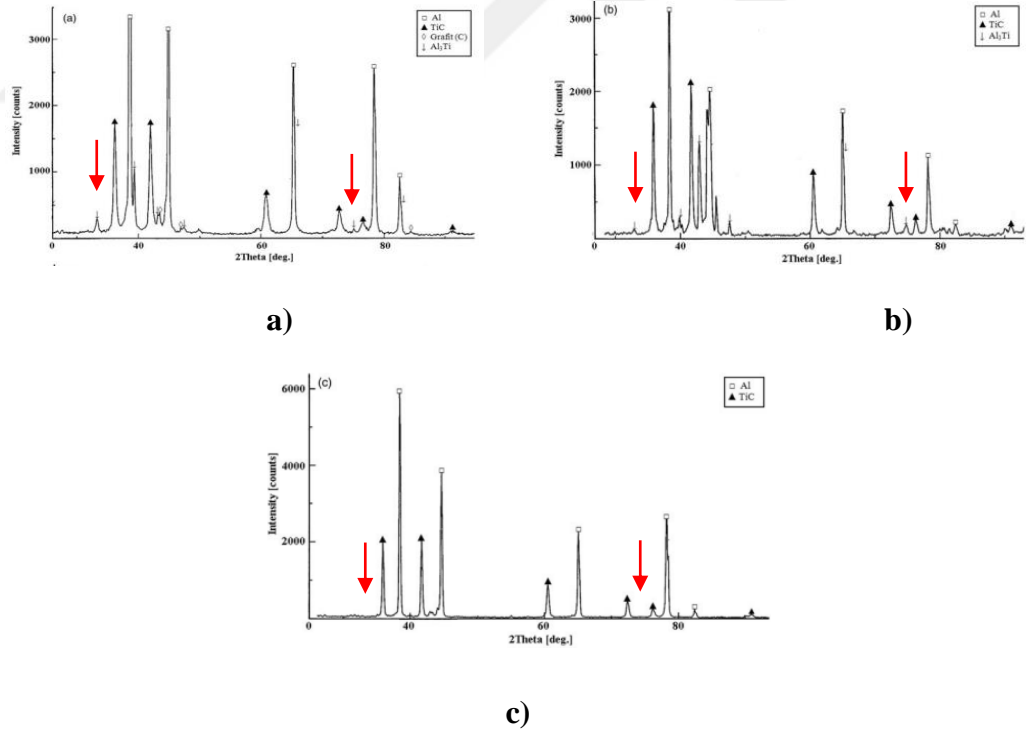 (a)
□ Al
▲ TiC
◊ Grafit (C)
↓ Al₃Ti
Intensity [counts]
3000
2000
1000
0
40
60
80
2Theta [deg.]
a)
(b)
□ Al
▲ TiC
↓ Al₃Ti
Intensity [counts]
3000
2000
1000
0
40
60
80
2Theta [deg.]
b)
(c)
□ Al
▲ TiC
Intensity [counts]
6000
4000
2000
0
40
60
80
2Theta [deg.]
c)